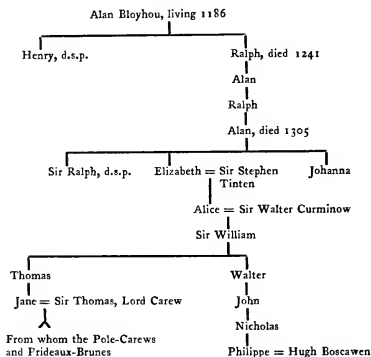 Alan Bloyhou, living 1186
Henry, d.s.p. Ralph, died 1241
Alan
Ralph
Alan, died 1305
Sir Ralph, d.s.p. Elizabeth = Sir Stephen Tinten Johanna
Alice = Sir Walter Curminow
Sir William
Thomas Walter
Jane = Sir Thomas, Lord Carew John
From whom the Pole-Carews Nicholas
and Prideaux-Brunes Philippe = Hugh Boscawen